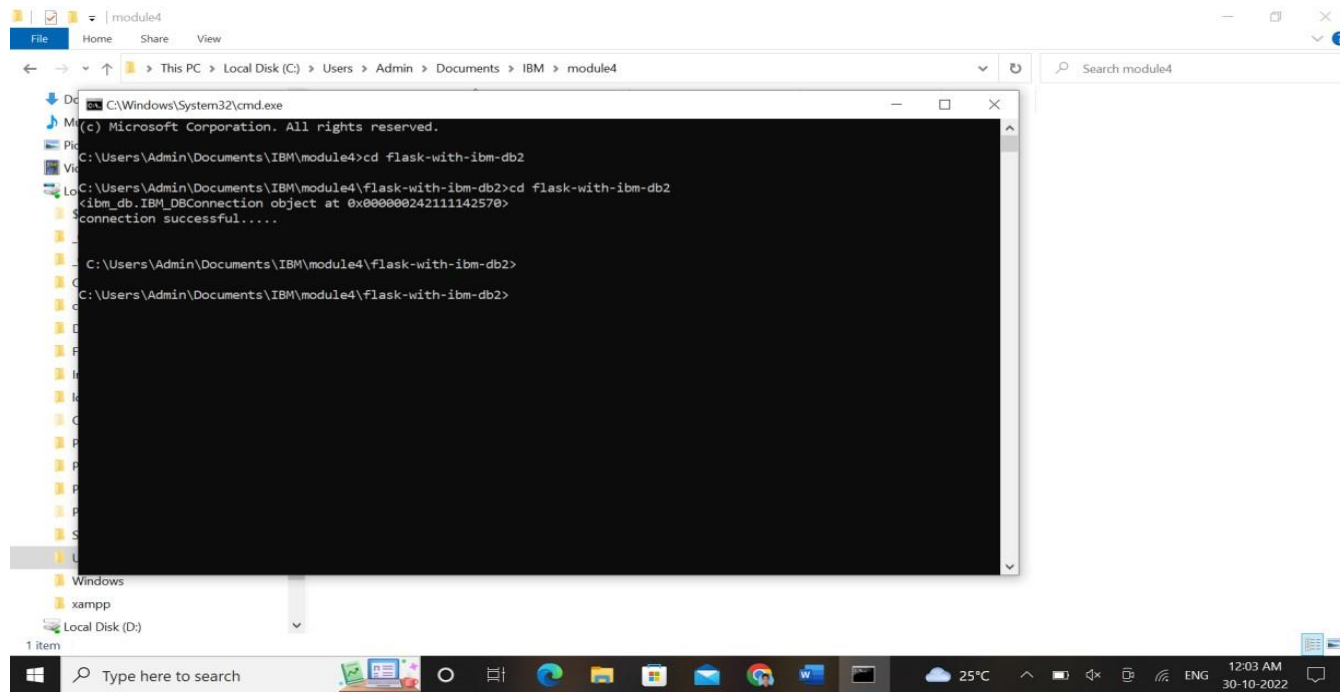 module4
File Home Share View
This PC > Local Disk (C:) > Users > Admin > Documents > IBM > module4
Search module4
C:\Windows\System32\cmd.exe
(c) Microsoft Corporation. All rights reserved.
C:\Users\Admin\Documents\IBM\module4>cd flask-with-ibm-db2
C:\Users\Admin\Documents\IBM\module4\flask-with-ibm-db2>cd flask-with-ibm-db2
<ibm_db.IBM_DBConnection object at 0x000000242111142570>
connection successful.....
C:\Users\Admin\Documents\IBM\module4\flask-with-ibm-db2>
C:\Users\Admin\Documents\IBM\module4\flask-with-ibm-db2>
Windows
xampp
Local Disk (D:)
1 item
Type here to search
25°C
ENG
12:03 AM
30-10-2022